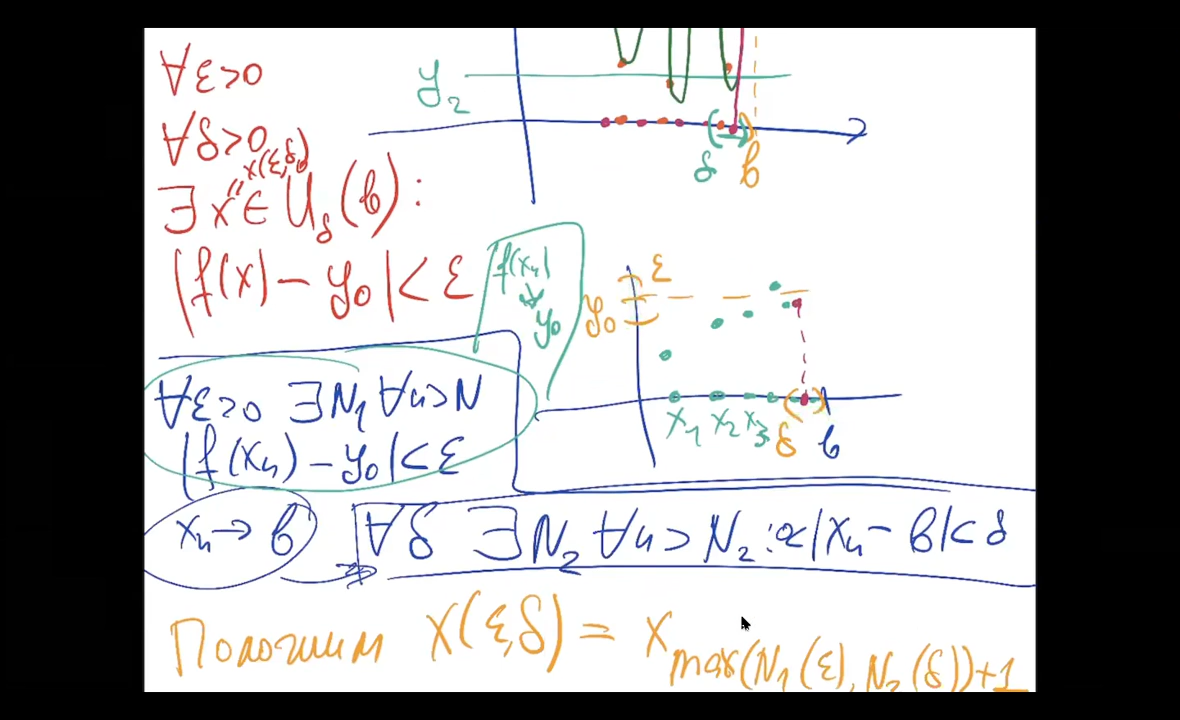 ∀ε>0
y₂
∀δ>0
x(ε,δ)
∃ x ∈ U_δ(в):
δ в
|f(x) − y₀| < ε
f(xₙ)
↓
y₀
ε
y₀
∀ε>0 ∃N₁ ∀n>N
|f(xₙ) − y₀| < ε
x₁ x₂ x₃ δ в
xₙ → в ∀δ ∃N₂ ∀n>N₂: 0<|xₙ − в|<δ
Положим x(ε,δ) = x_max(N₁(ε), N₂(δ))+1